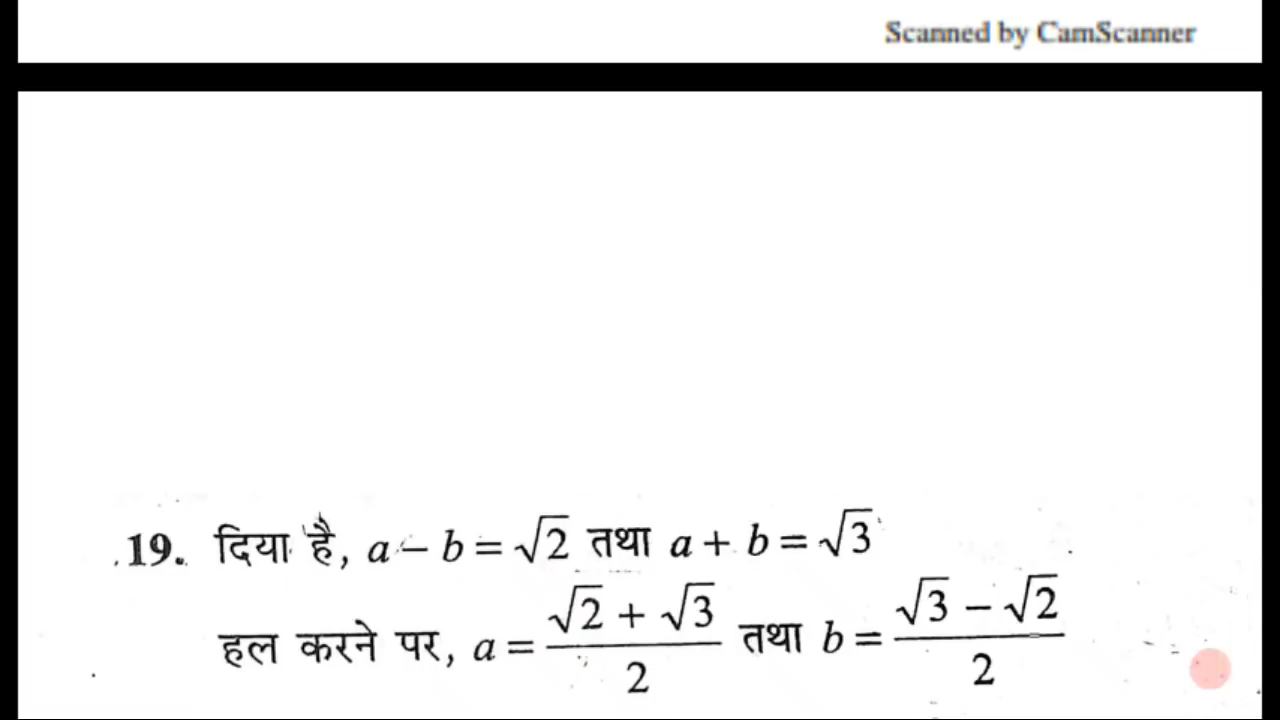 Scanned by CamScanner
19. दिया है, a – b = √2 तथा a + b = √3
हल करने पर, a = (√2 + √3)/2 तथा b = (√3 – √2)/2